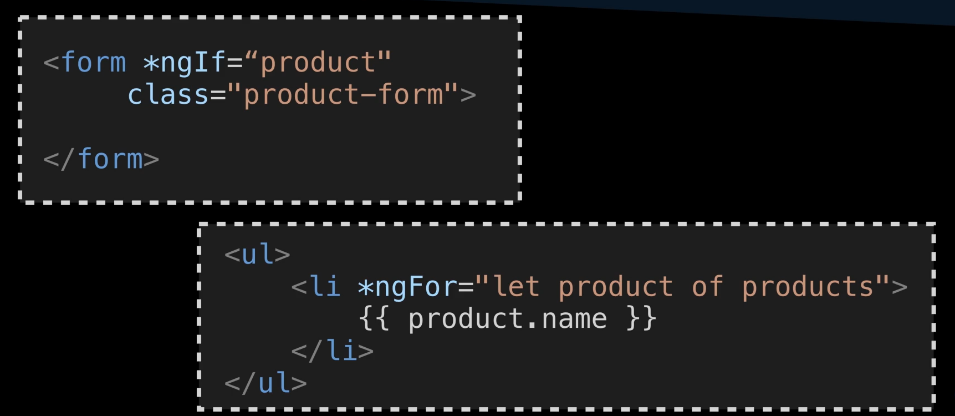 <form *ngIf=“product"
class="product-form">
</form>
<ul>
<li *ngFor="let product of products">
{{ product.name }}
</li>
</ul>